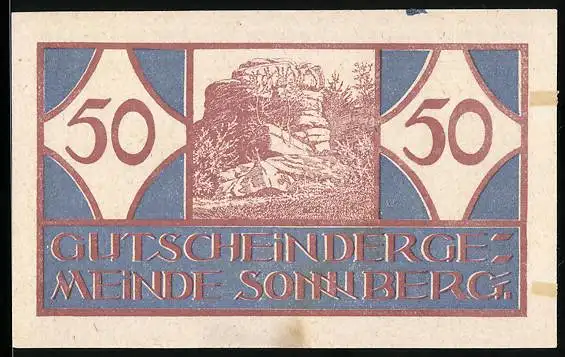 50 50
GUTSCHEIN DER GE=
MEINDE SONNBERG.